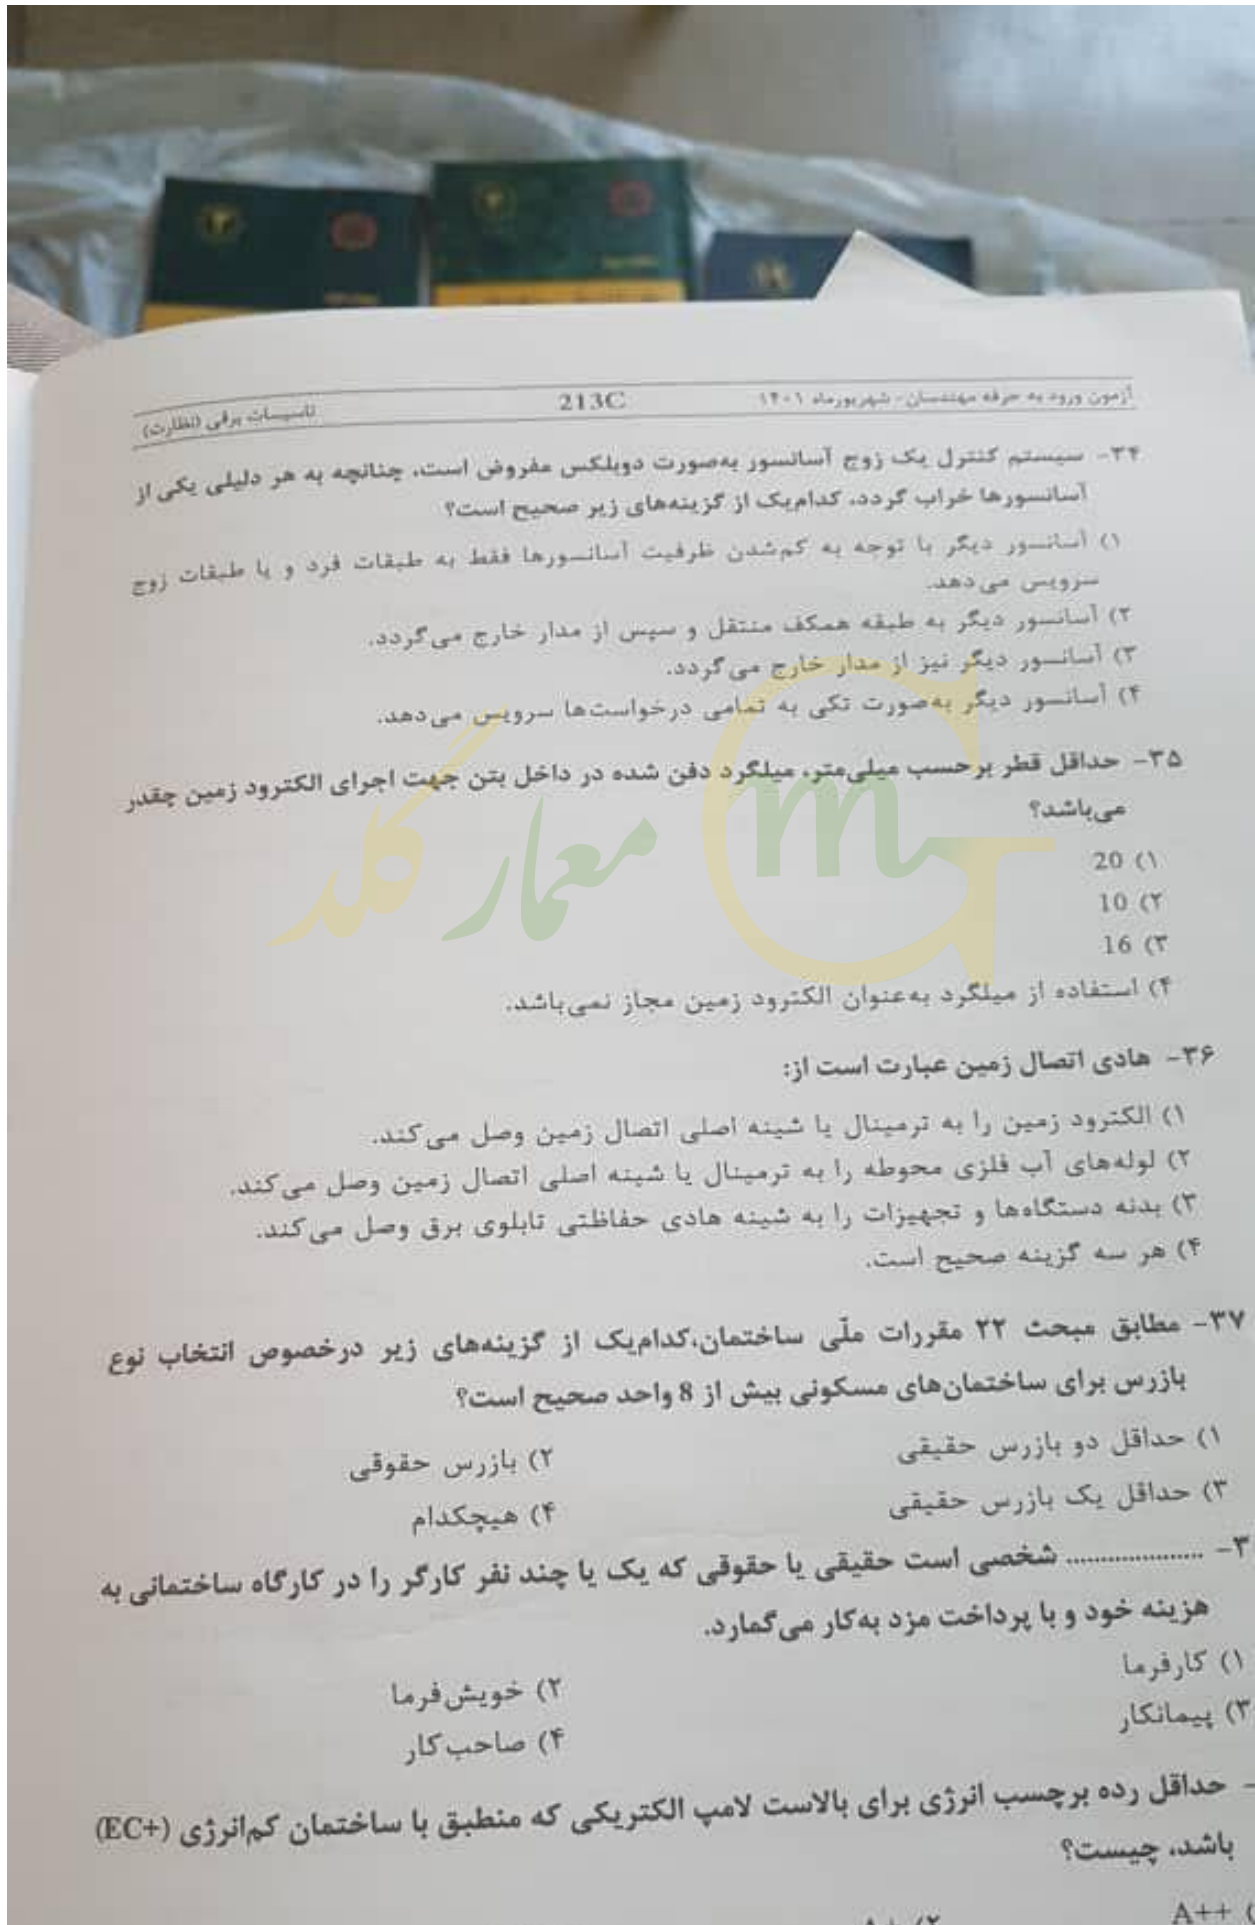 آزمون ورود به حرفه مهندسان - شهریورماه ۱۴۰۱
213C
تاسیسات برقی (نظارت)
۳۴- سیستم کنترل یک زوج آسانسور به‌صورت دوبلکس مفروض است، چنانچه به هر دلیلی یکی از
آسانسورها خراب گردد، کدام‌یک از گزینه‌های زیر صحیح است؟
۱) آسانسور دیگر با توجه به کم‌شدن ظرفیت آسانسورها فقط به طبقات فرد و یا طبقات زوج
سرویس می‌دهد.
۲) آسانسور دیگر به طبقه همکف منتقل و سپس از مدار خارج می‌گردد.
۳) آسانسور دیگر نیز از مدار خارج می‌گردد.
۴) آسانسور دیگر به‌صورت تکی به تمامی درخواست‌ها سرویس می‌دهد.
۳۵- حداقل قطر برحسب میلی‌متر، میلگرد دفن شده در داخل بتن جهت اجرای الکترود زمین چقدر
می‌باشد؟
۱) 20
۲) 10
۳) 16
۴) استفاده از میلگرد به‌عنوان الکترود زمین مجاز نمی‌باشد.
معمار گلد
۳۶- هادی اتصال زمین عبارت است از:
۱) الکترود زمین را به ترمینال یا شینه اصلی اتصال زمین وصل می‌کند.
۲) لوله‌های آب فلزی محوطه را به ترمینال یا شینه اصلی اتصال زمین وصل می‌کند.
۳) بدنه دستگاه‌ها و تجهیزات را به شینه هادی حفاظتی تابلوی برق وصل می‌کند.
۴) هر سه گزینه صحیح است.
۳۷- مطابق مبحث ۲۲ مقررات ملّی ساختمان،کدام‌یک از گزینه‌های زیر درخصوص انتخاب نوع
بازرس برای ساختمان‌های مسکونی بیش از 8 واحد صحیح است؟
۱) حداقل دو بازرس حقیقی
۲) بازرس حقوقی
۳) حداقل یک بازرس حقیقی
۴) هیچکدام
۳- .................... شخصی است حقیقی یا حقوقی که یک یا چند نفر کارگر را در کارگاه ساختمانی به
هزینه خود و با پرداخت مزد به‌کار می‌گمارد.
۱) کارفرما
۲) خویش‌فرما
۳) پیمانکار
۴) صاحب‌کار
- حداقل رده برچسب انرژی برای بالاست لامپ الکتریکی که منطبق با ساختمان کم‌انرژی (EC+)
باشد، چیست؟
) A++